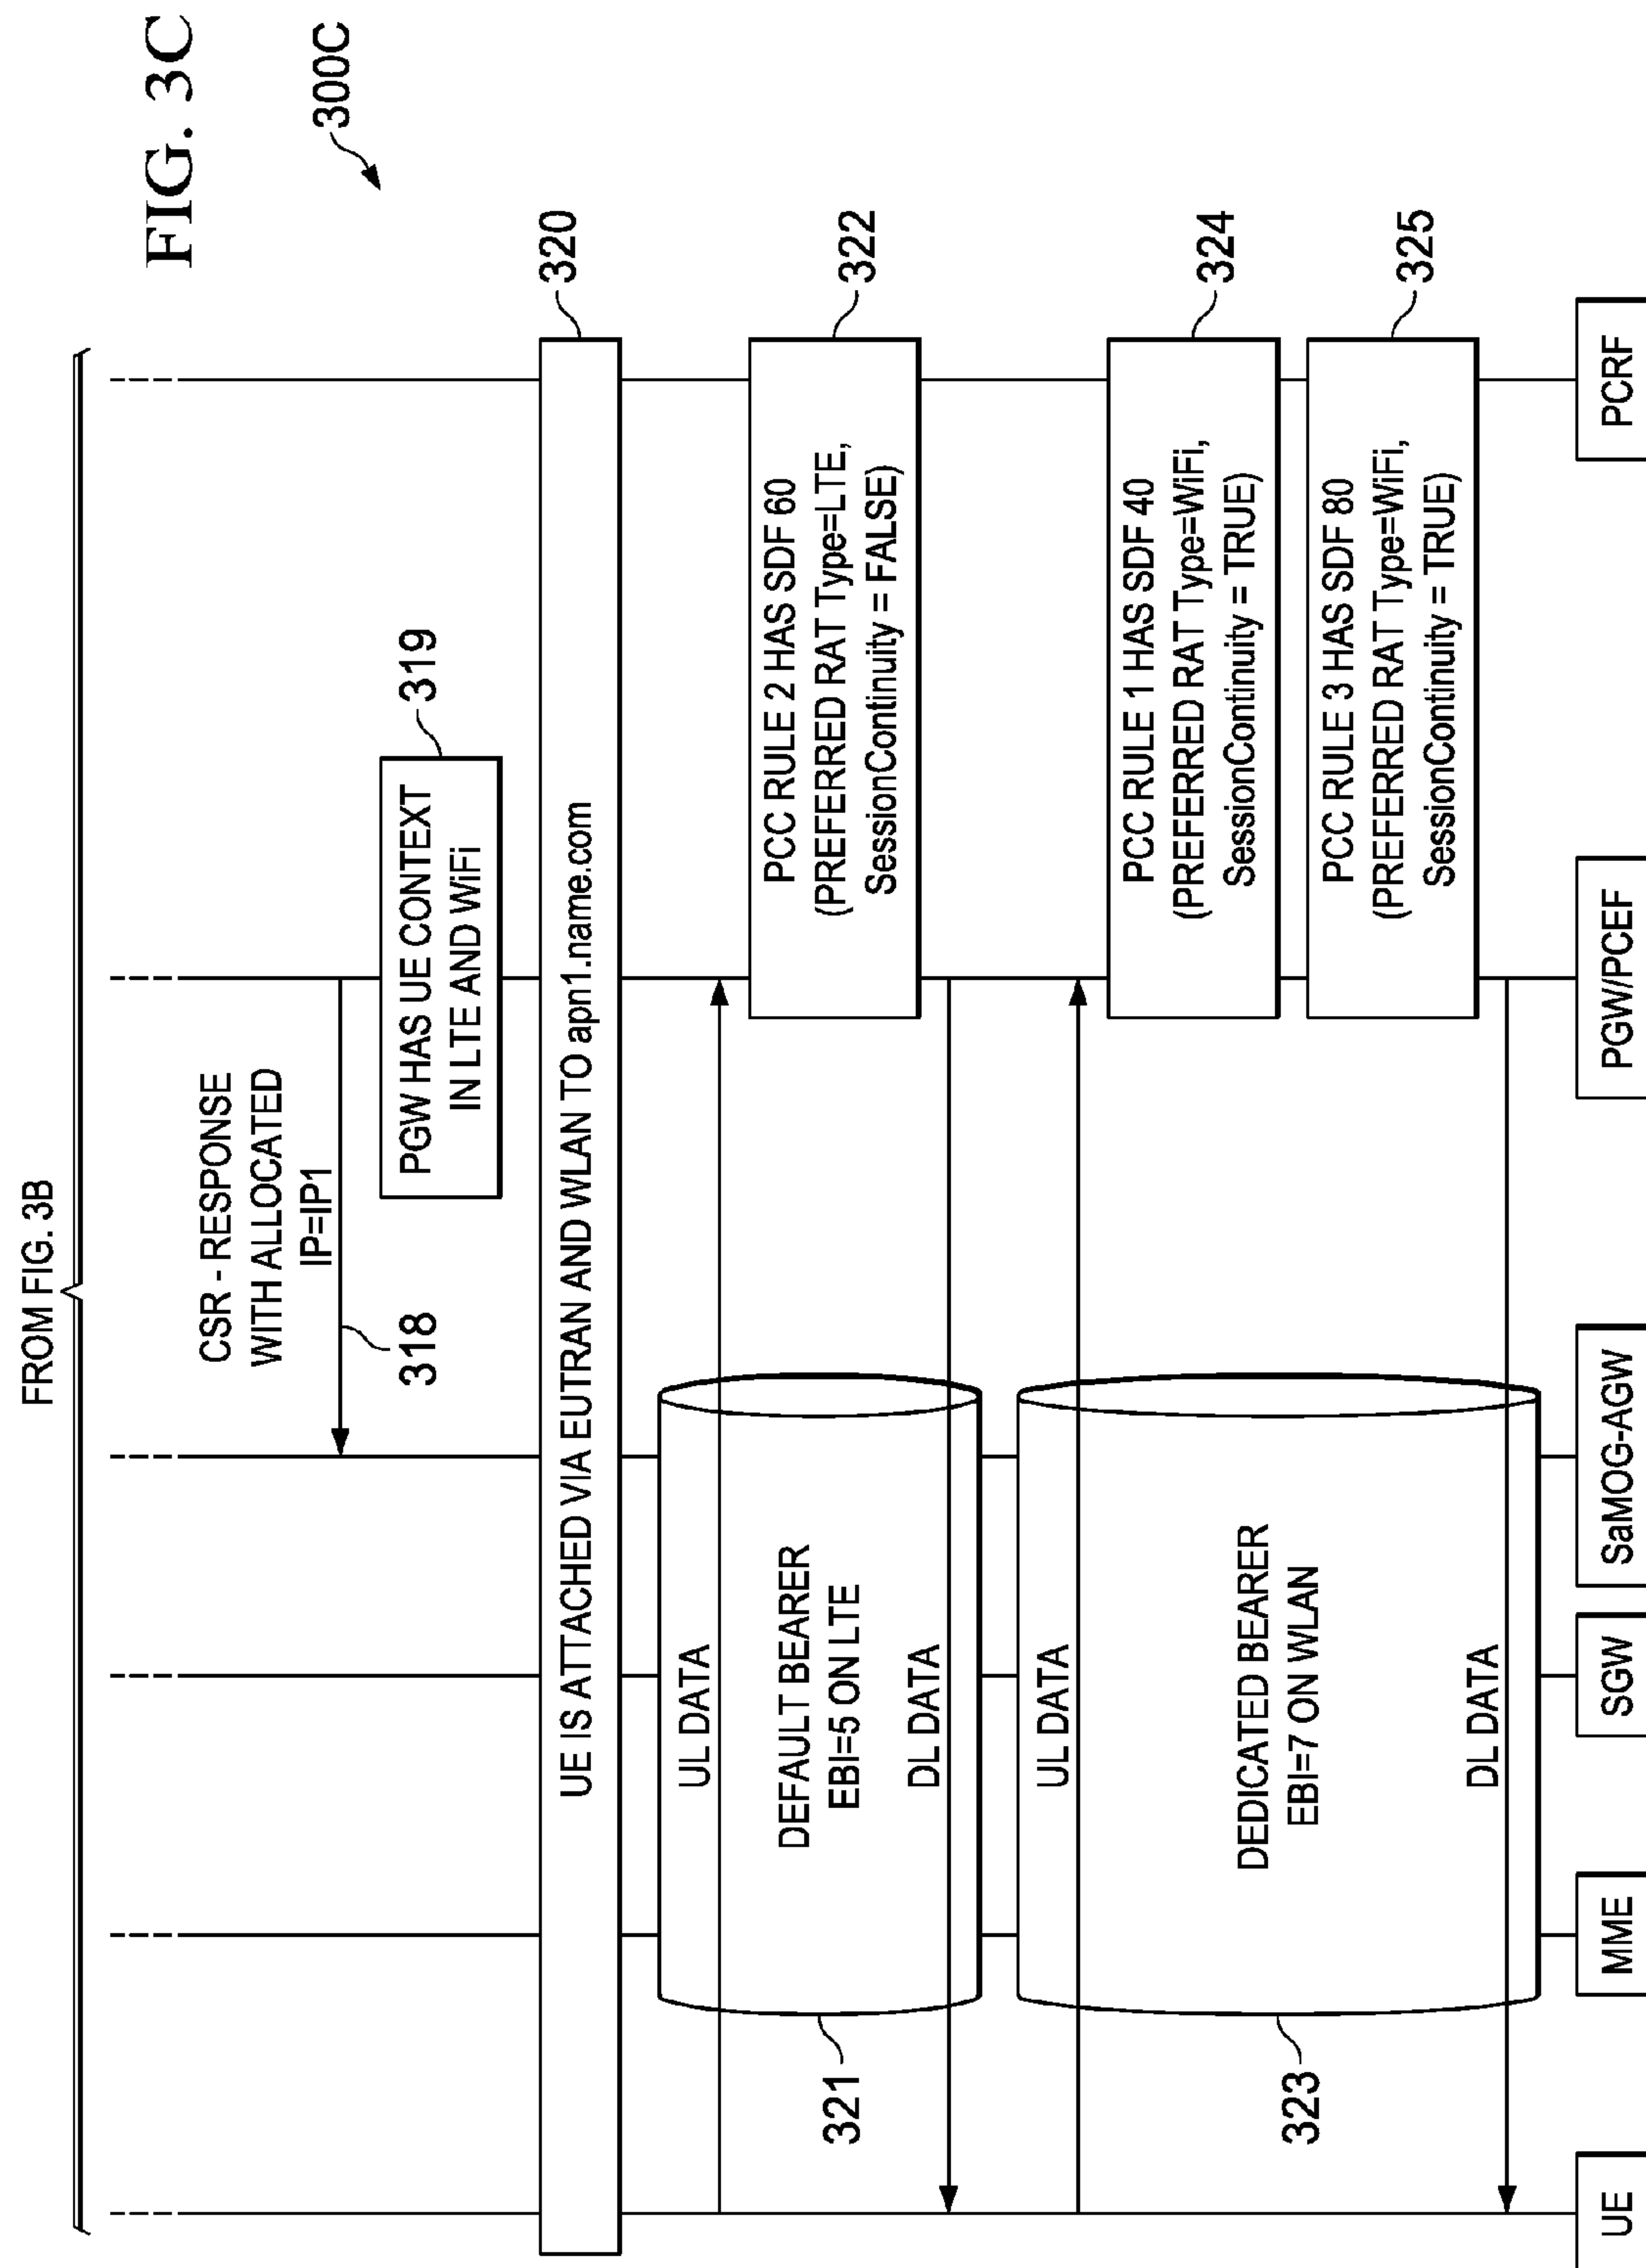 FIG. 3C
300C
FROM FIG. 3B
CSR - RESPONSE
WITH ALLOCATED
IP=IP1
318
PGW HAS UE CONTEXT
IN LTE AND WiFi
319
UE IS ATTACHED VIA EUTRAN AND WLAN TO apn1.name.com
320
UL DATA
DEFAULT BEARER
EBI=5 ON LTE
DL DATA
321
PCC RULE 2 HAS SDF 60
(PREFERRED RAT Type=LTE,
SessionContinuity = FALSE)
322
UL DATA
DEDICATED BEARER
EBI=7 ON WLAN
DL DATA
323
PCC RULE 1 HAS SDF 40
(PREFERRED RAT Type=WiFi,
SessionContinuity = TRUE)
324
PCC RULE 3 HAS SDF 80
(PREFERRED RAT Type=WiFi,
SessionContinuity = TRUE)
325
UE
MME
SGW
SaMOG-AGW
PGW/PCEF
PCRF